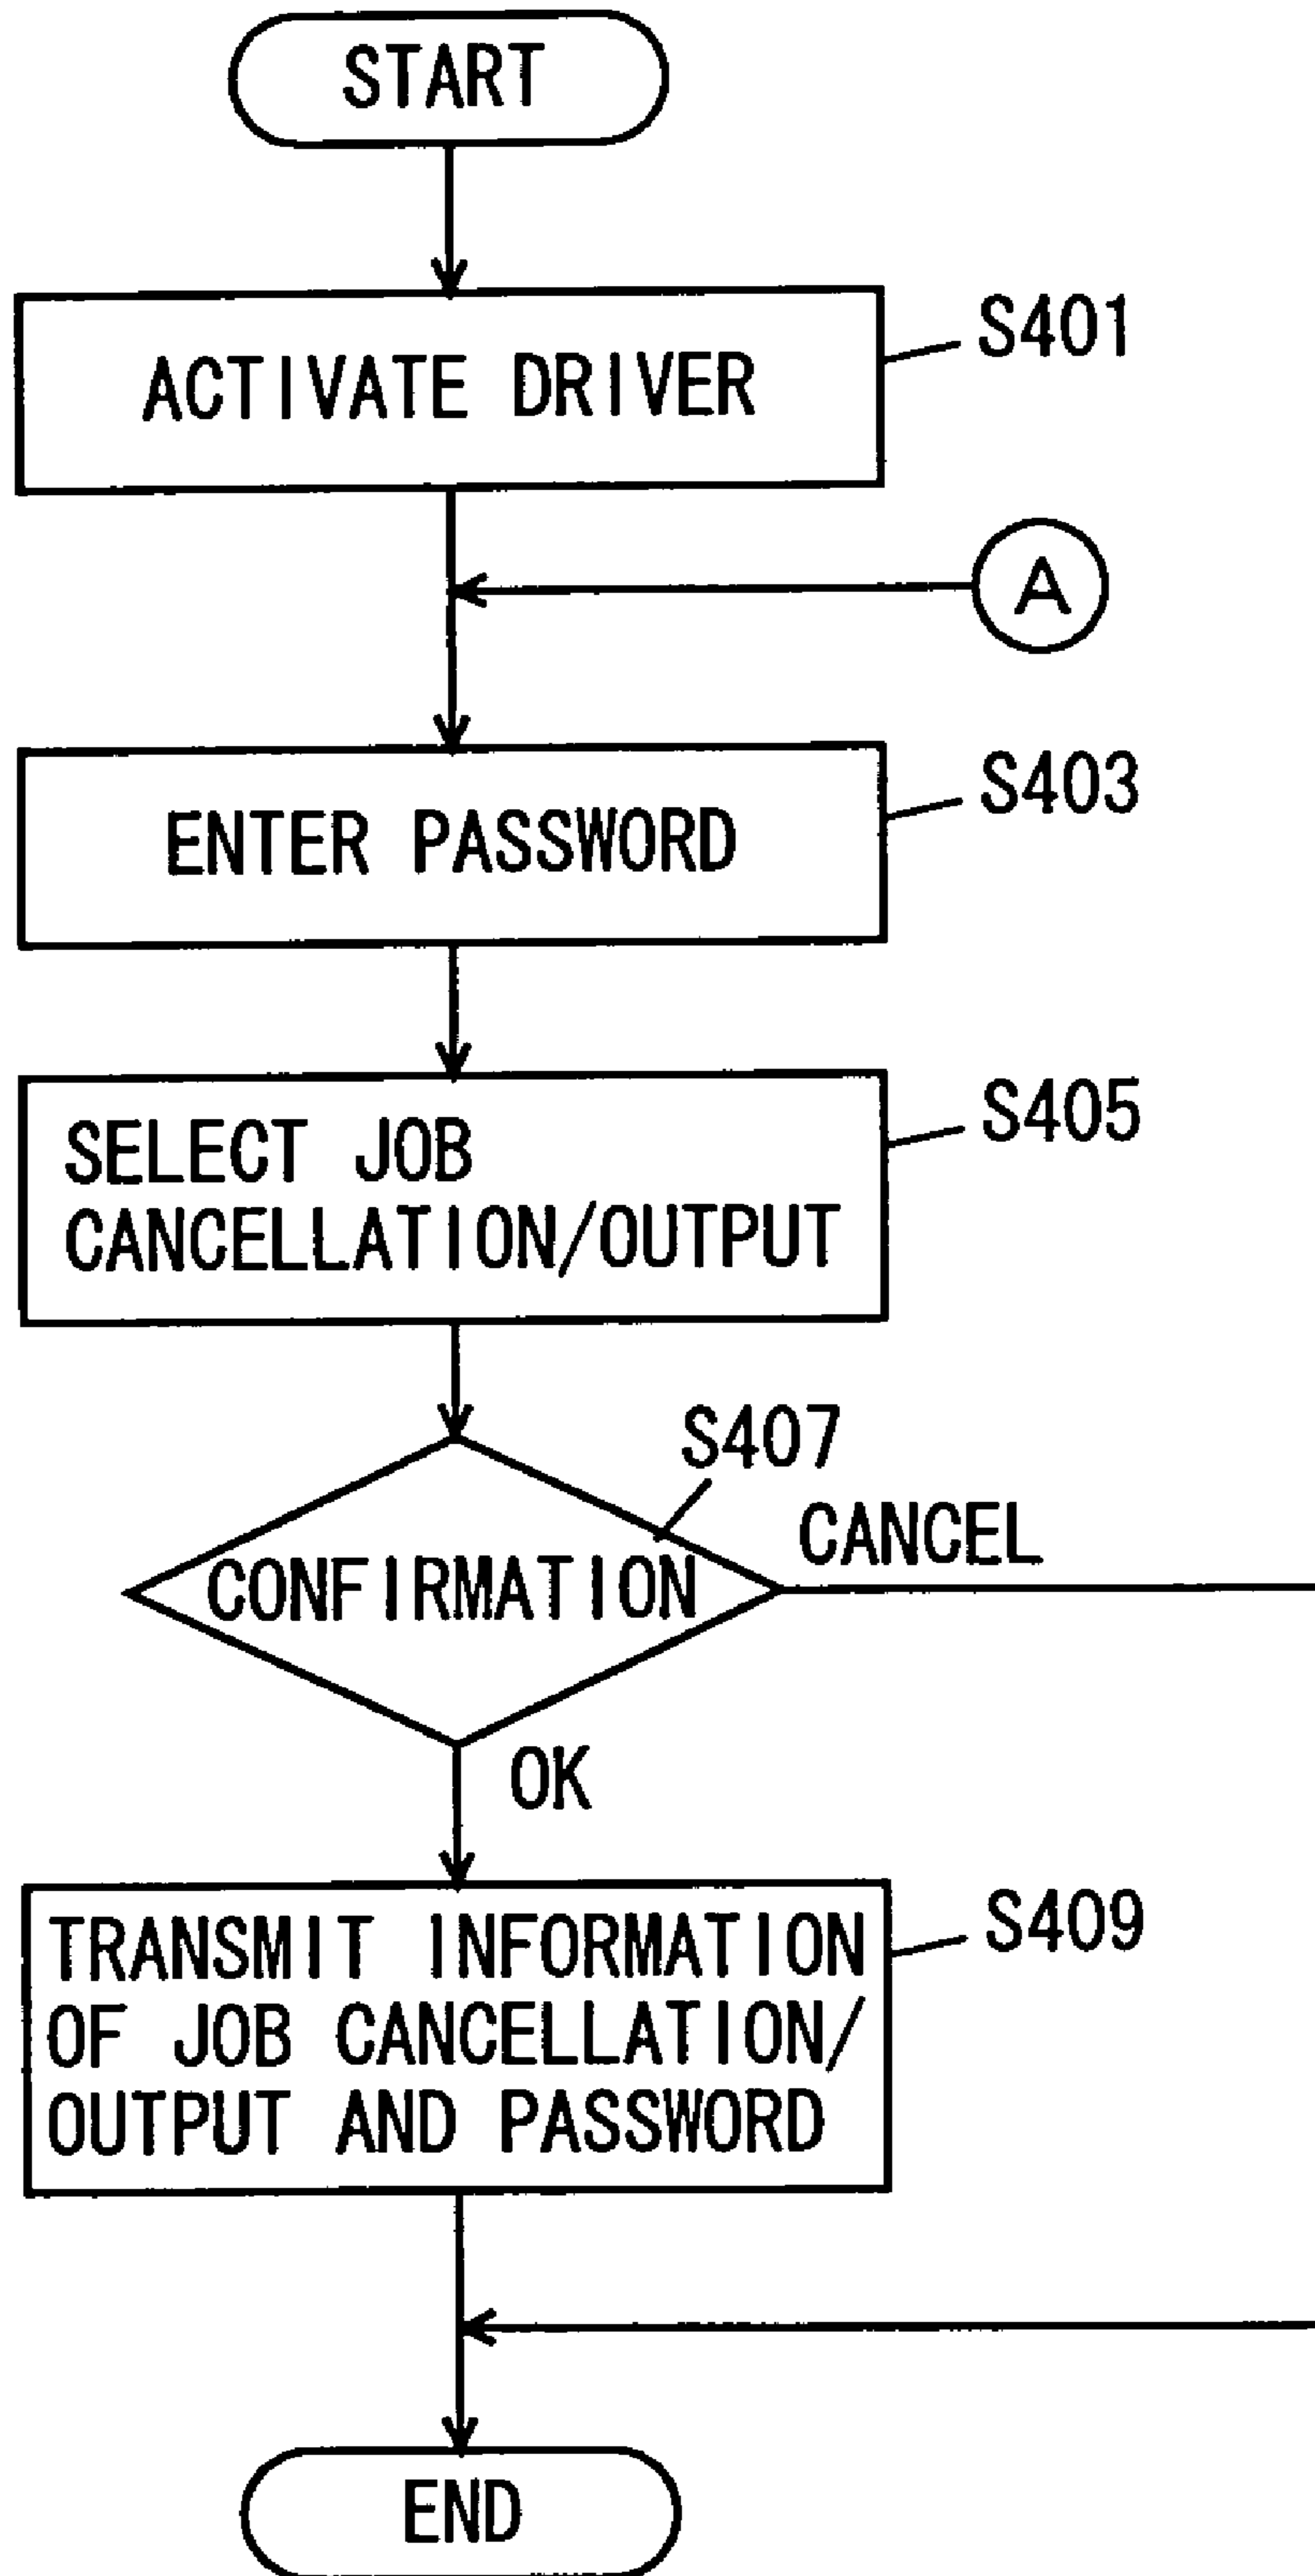 START
ACTIVATE DRIVER
S401
A
ENTER PASSWORD
S403
SELECT JOB
CANCELLATION/OUTPUT
S405
S407
CONFIRMATION
CANCEL
OK
TRANSMIT INFORMATION
OF JOB CANCELLATION/
OUTPUT AND PASSWORD
S409
END